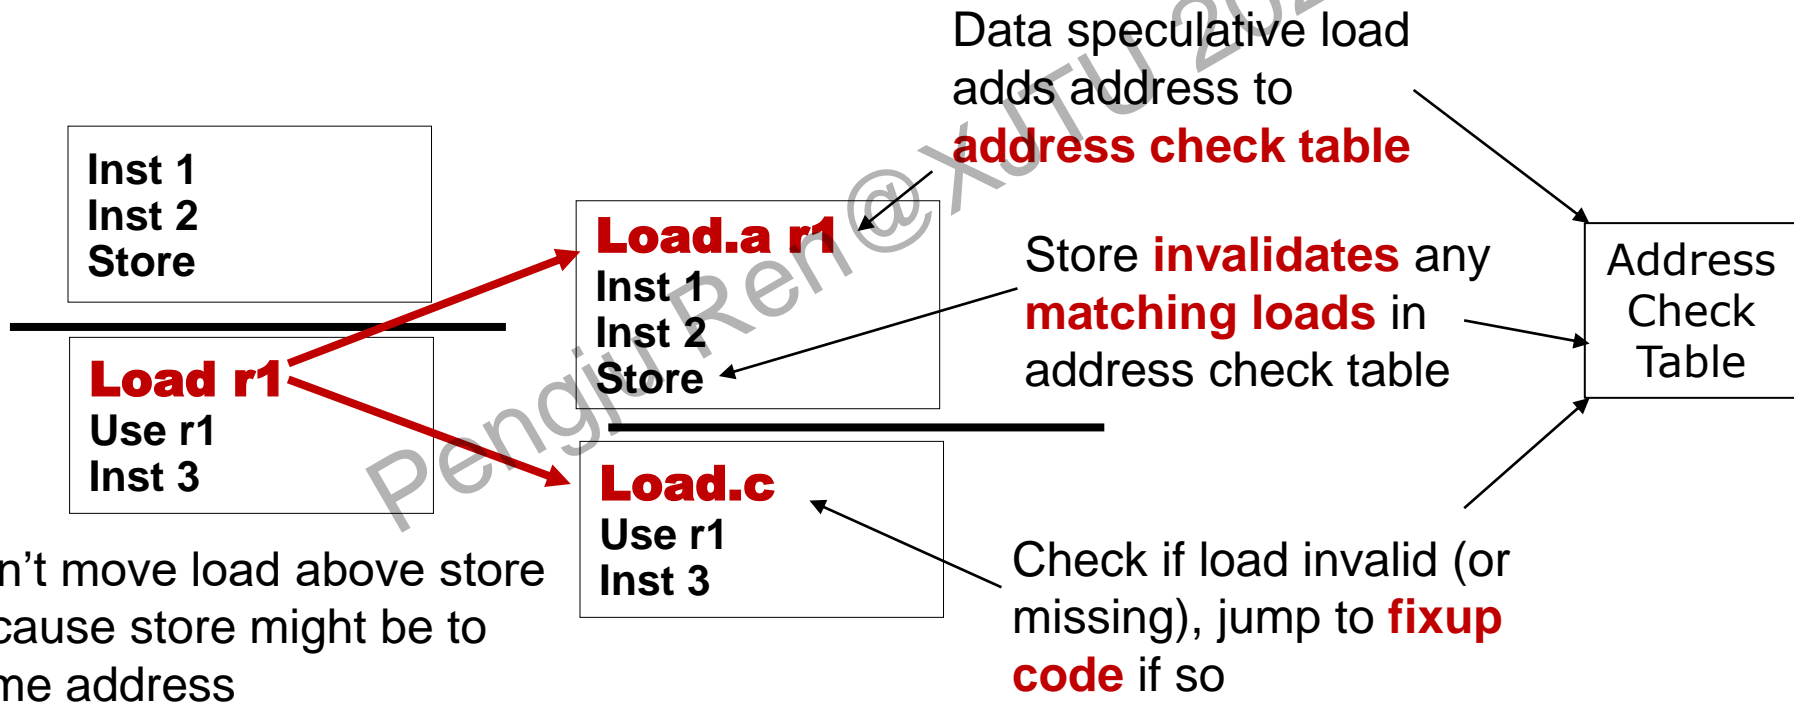 Data speculative load
adds address to
address check table
Inst 1
Inst 2
Store
Load r1
Use r1
Inst 3
Load.a r1
Inst 1
Inst 2
Store
Store invalidates any
matching loads in
address check table
Address
Check
Table
Load.c
Use r1
Inst 3
n't move load above store
cause store might be to
me address
Check if load invalid (or
missing), jump to fixup
code if so
Pengju Ren@XJTU 202